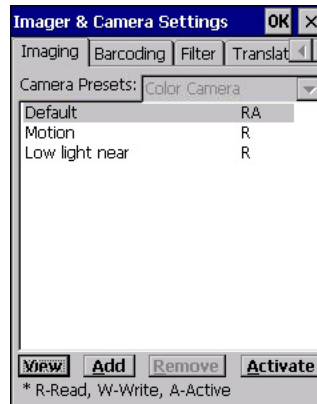 Imager & Camera Settings OK ×
Imaging Barcoding Filter Translat
Camera Presets: Color Camera
Default RA
Motion R
Low light near R
View Add Remove Activate
* R-Read, W-Write, A-Active